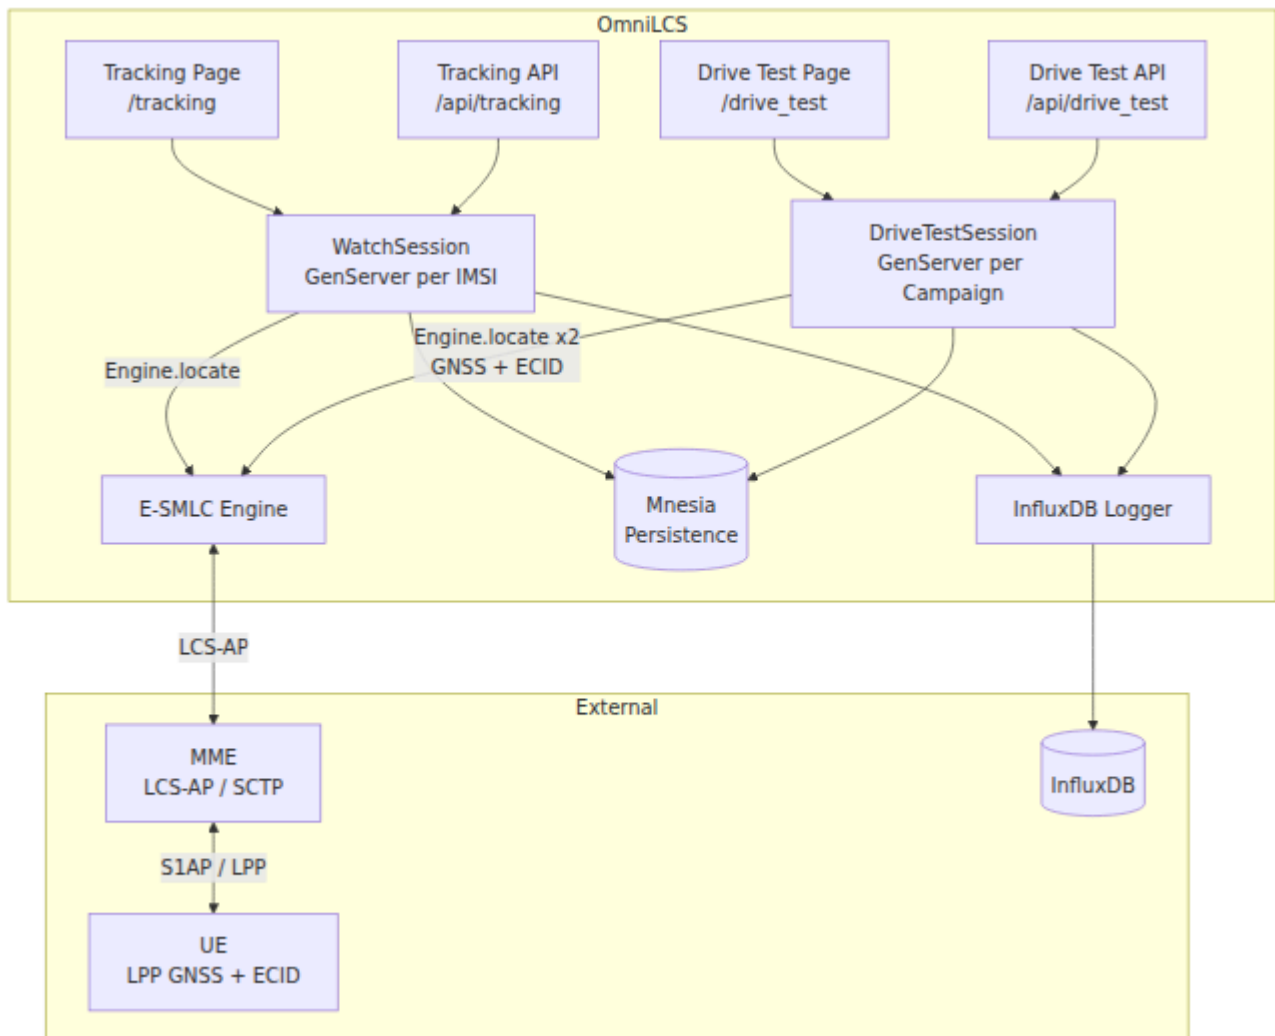 OmniLCS
Tracking Page
/tracking
Tracking API
/api/tracking
Drive Test Page
/drive_test
Drive Test API
/api/drive_test
WatchSession
GenServer per IMSI
DriveTestSession
GenServer per
Campaign
Engine.locate
Engine.locate x2
GNSS + ECID
E-SMLC Engine
Mnesia
Persistence
InfluxDB Logger
LCS-AP
External
MME
LCS-AP / SCTP
InfluxDB
S1AP / LPP
UE
LPP GNSS + ECID